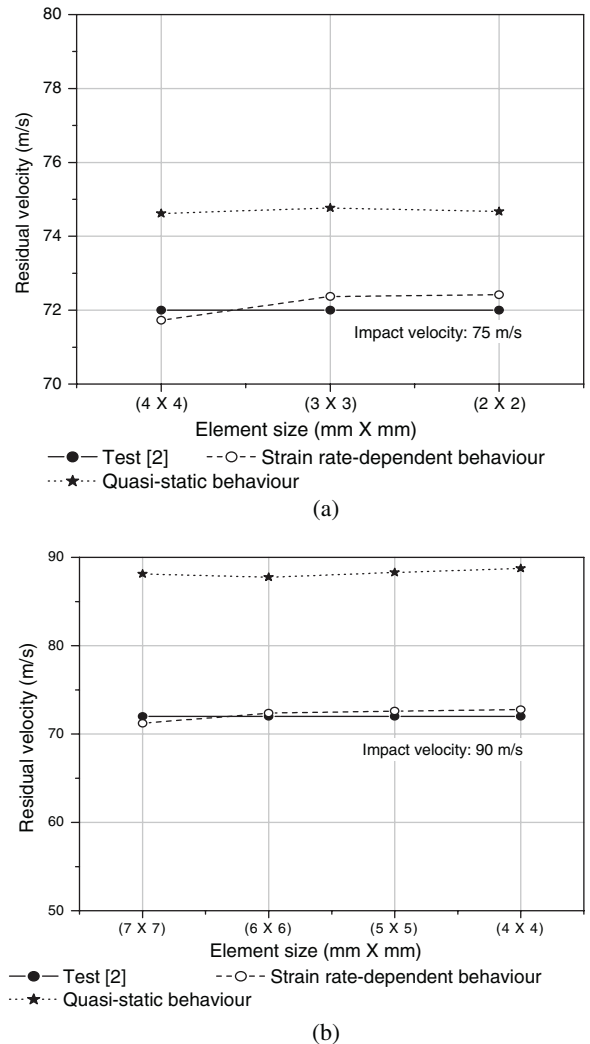 80
78
76
74
72
70
Residual velocity (m/s)
Impact velocity: 75 m/s
(4 X 4) (3 X 3) (2 X 2)
Element size (mm X mm)
Test [2] Strain rate-dependent behaviour
Quasi-static behaviour
(a)
90
80
70
60
50
Residual velocity (m/s)
Impact velocity: 90 m/s
(7 X 7) (6 X 6) (5 X 5) (4 X 4)
Element size (mm X mm)
Test [2] Strain rate-dependent behaviour
Quasi-static behaviour
(b)